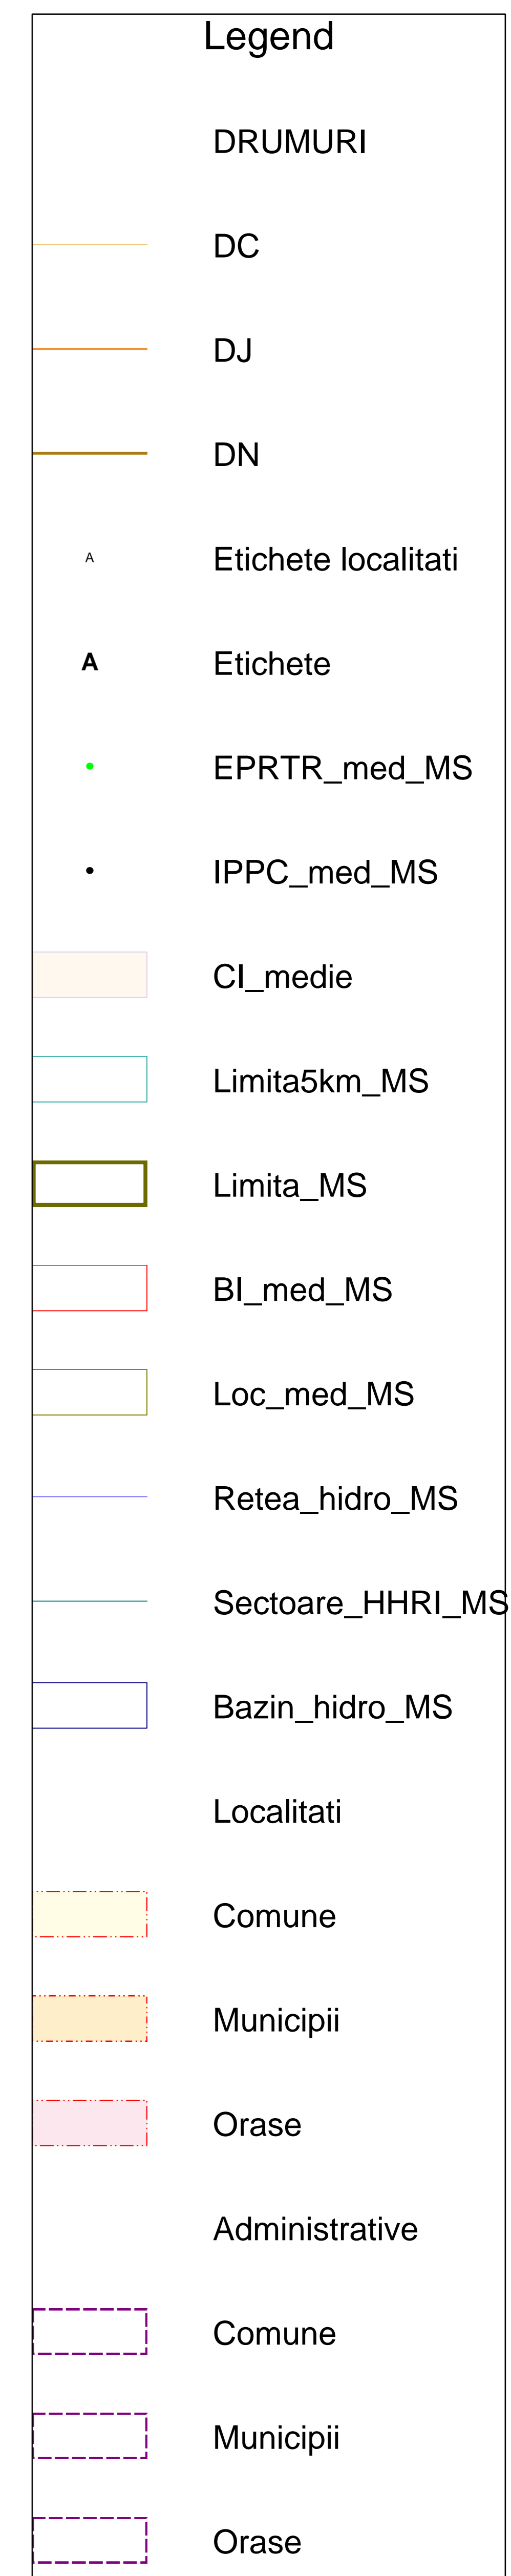 Legend
DRUMURI
DC
DJ
DN
A Etichete localitati
A Etichete
EPRTR_med_MS
IPPC_med_MS
CI_medie
Limita5km_MS
Limita_MS
BI_med_MS
Loc_med_MS
Retea_hidro_MS
Sectoare_HHRI_MS
Bazin_hidro_MS
Localitati
Comune
Municipii
Orase
Administrative
Comune
Municipii
Orase